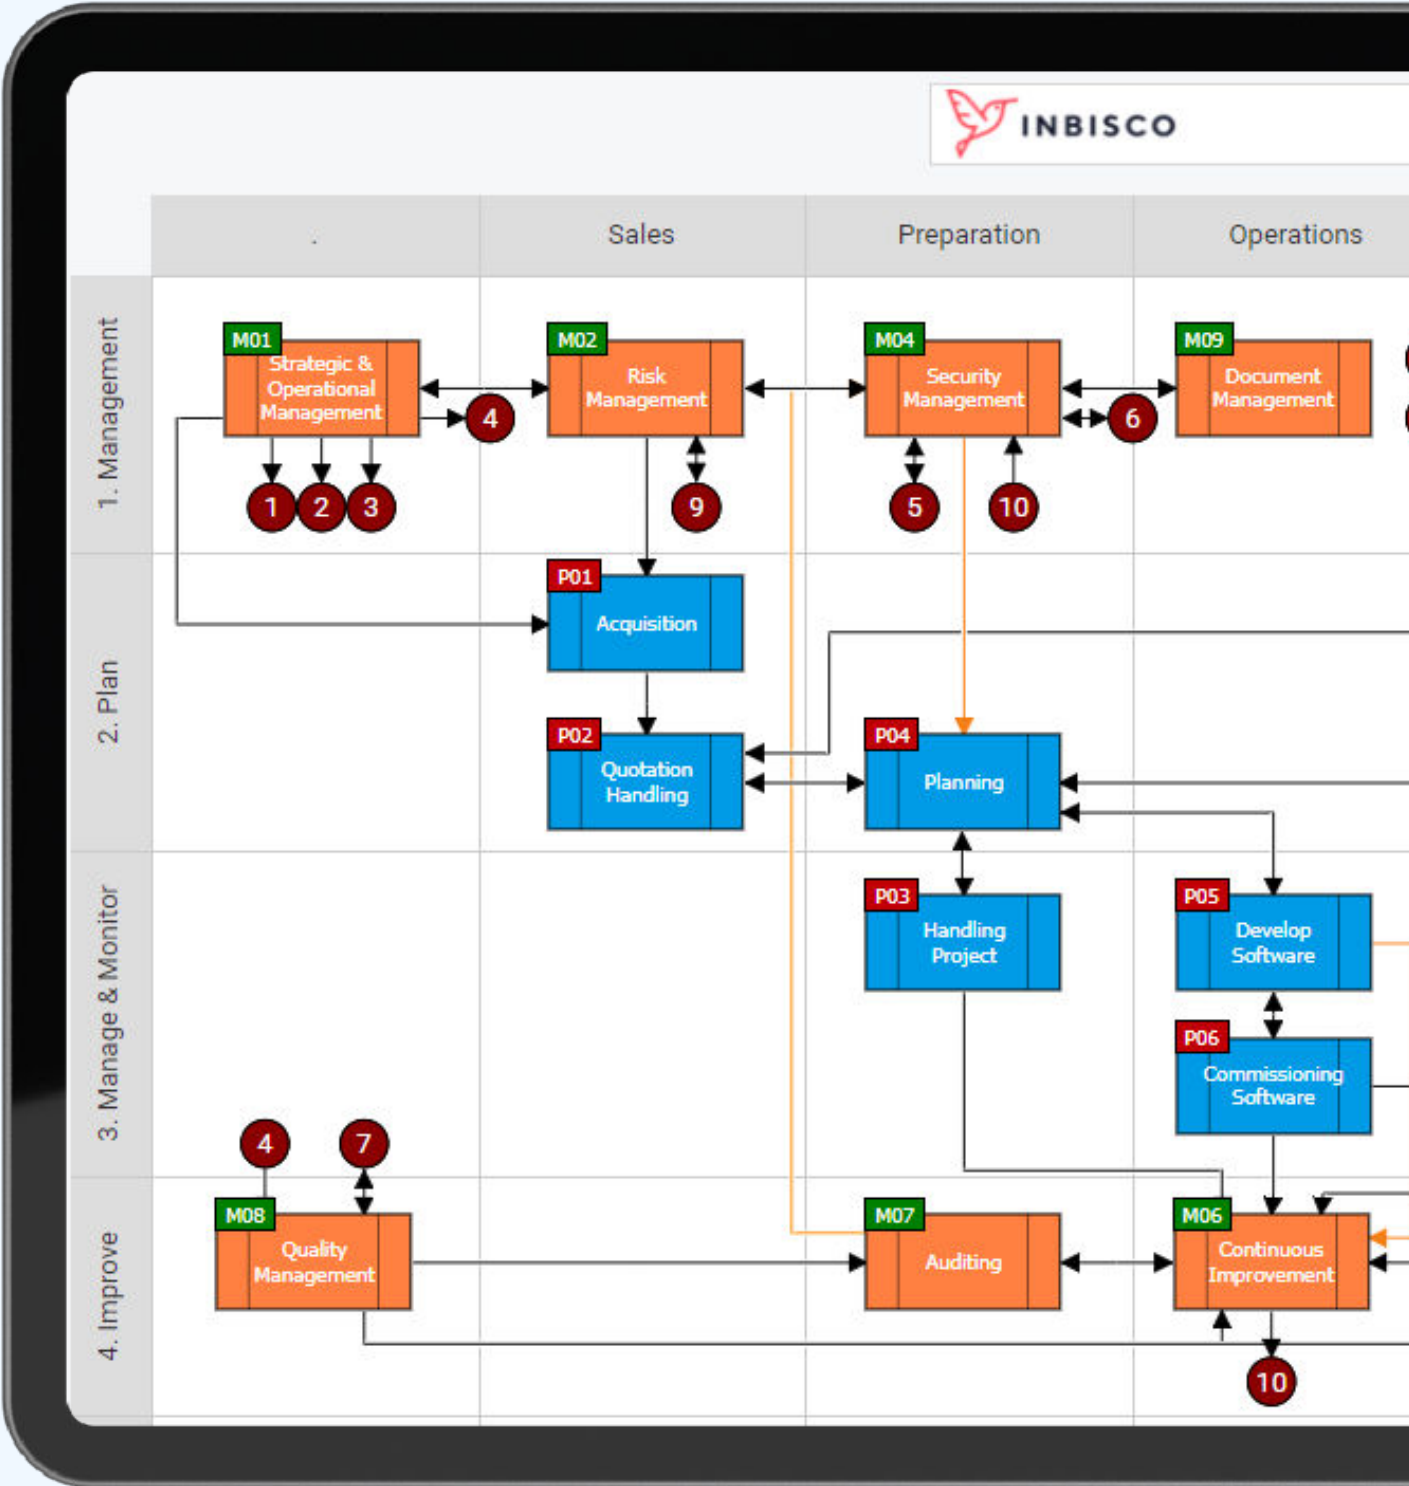 INBISCO
.
Sales
Preparation
Operations
1. Management
M01
Strategic &
Operational
Management
4
1
2
3
M02
Risk
Management
9
M04
Security
Management
6
5
10
M09
Document
Management
2. Plan
P01
Acquisition
P02
Quotation
Handling
P04
Planning
3. Manage & Monitor
P03
Handling
Project
P05
Develop
Software
P06
Commissioning
Software
4
7
4. Improve
M08
Quality
Management
M07
Auditing
M06
Continuous
Improvement
10